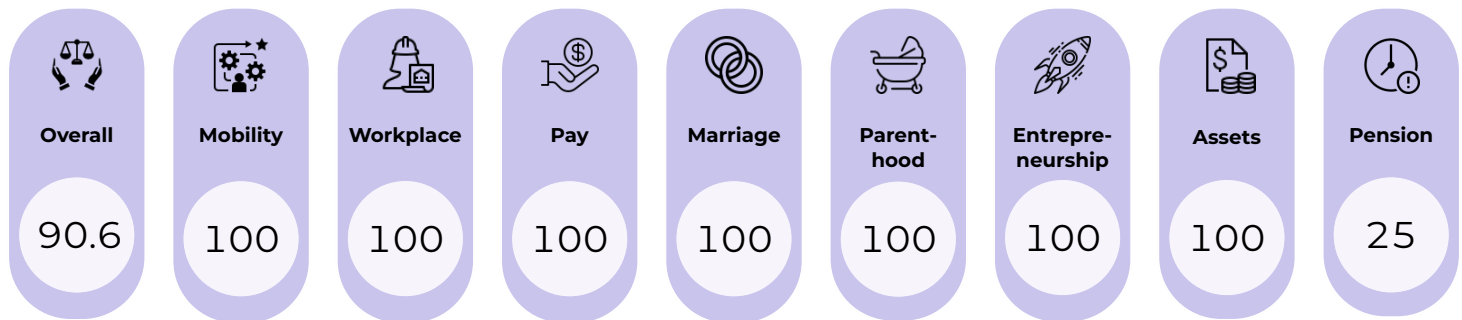 Overall
90.6
Mobility
100
Workplace
100
$
Pay
100
Marriage
100
Parent-
hood
100
Entrepre-
neurship
100
$
Assets
100
!
Pension
25